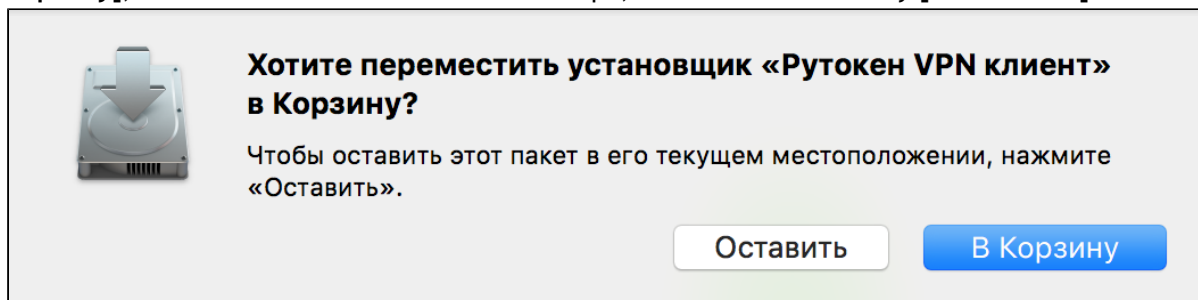 Хотите переместить установщик «Рутокен VPN клиент»
в Корзину?
Чтобы оставить этот пакет в его текущем местоположении, нажмите
«Оставить».
Оставить
В Корзину